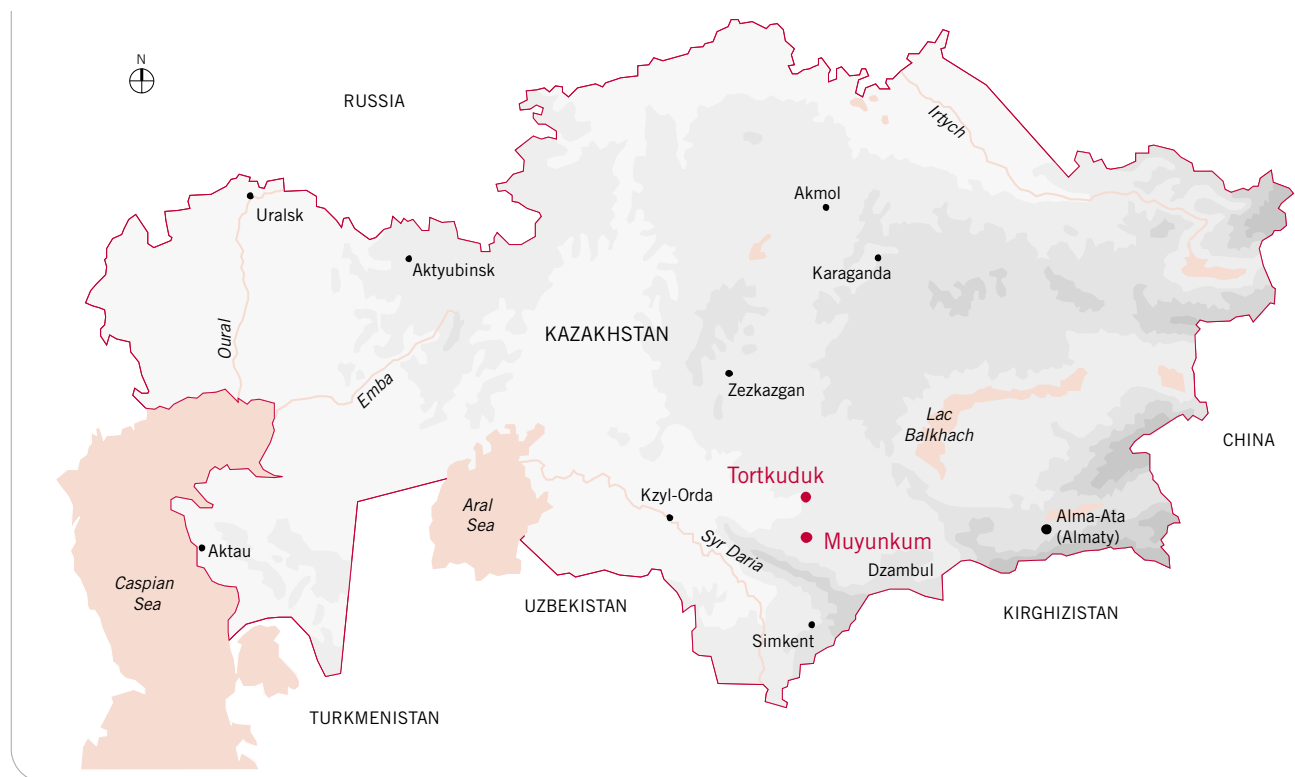 N
RUSSIA
Irtych
Akmol
Uralsk
Karaganda
Aktyubinsk
Oural
KAZAKHSTAN
Emba
Zezkazgan
Lac
Balkhach
CHINA
Tortkuduk
Kzyl-Orda
Aral
Sea
Alma-Ata
(Almaty)
Muyunkum
Syr Daria
Aktau
Dzambul
Caspian
Sea
UZBEKISTAN
KIRGHIZISTAN
Simkent
TURKMENISTAN